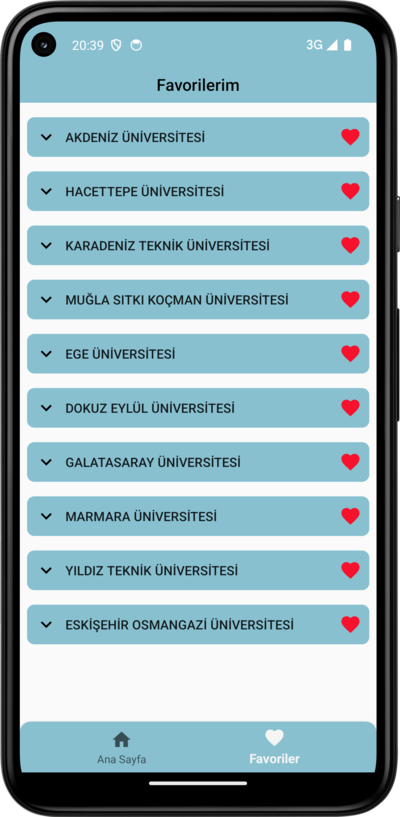 20:39
3G
Favorilerim
AKDENİZ ÜNİVERSİTESİ
HACETTEPE ÜNİVERSİTESİ
KARADENİZ TEKNİK ÜNİVERSİTESİ
MUĞLA SITKI KOÇMAN ÜNİVERSİTESİ
EGE ÜNİVERSİTESİ
DOKUZ EYLÜL ÜNİVERSİTESİ
GALATASARAY ÜNİVERSİTESİ
MARMARA ÜNİVERSİTESİ
YILDIZ TEKNİK ÜNİVERSİTESİ
ESKİŞEHİR OSMANGAZİ ÜNİVERSİTESİ
Ana Sayfa
Favoriler